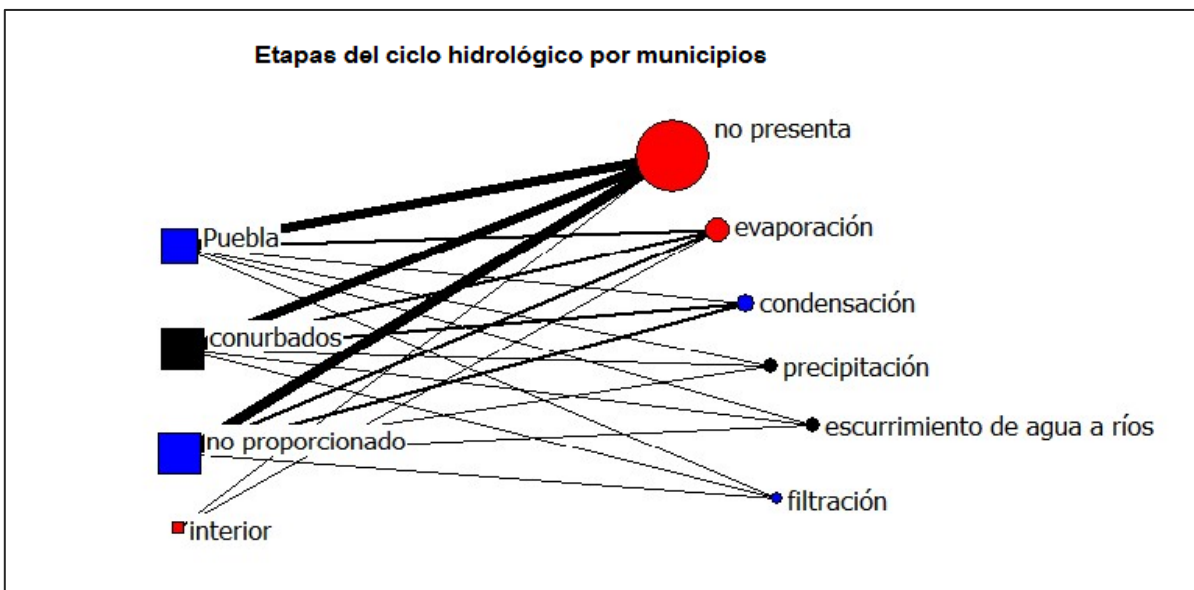 Etapas del ciclo hidrológico por municipios
no presenta
Puebla
evaporación
condensación
conurbados
precipitación
escurrimiento de agua a ríos
no proporcionado
filtración
interior